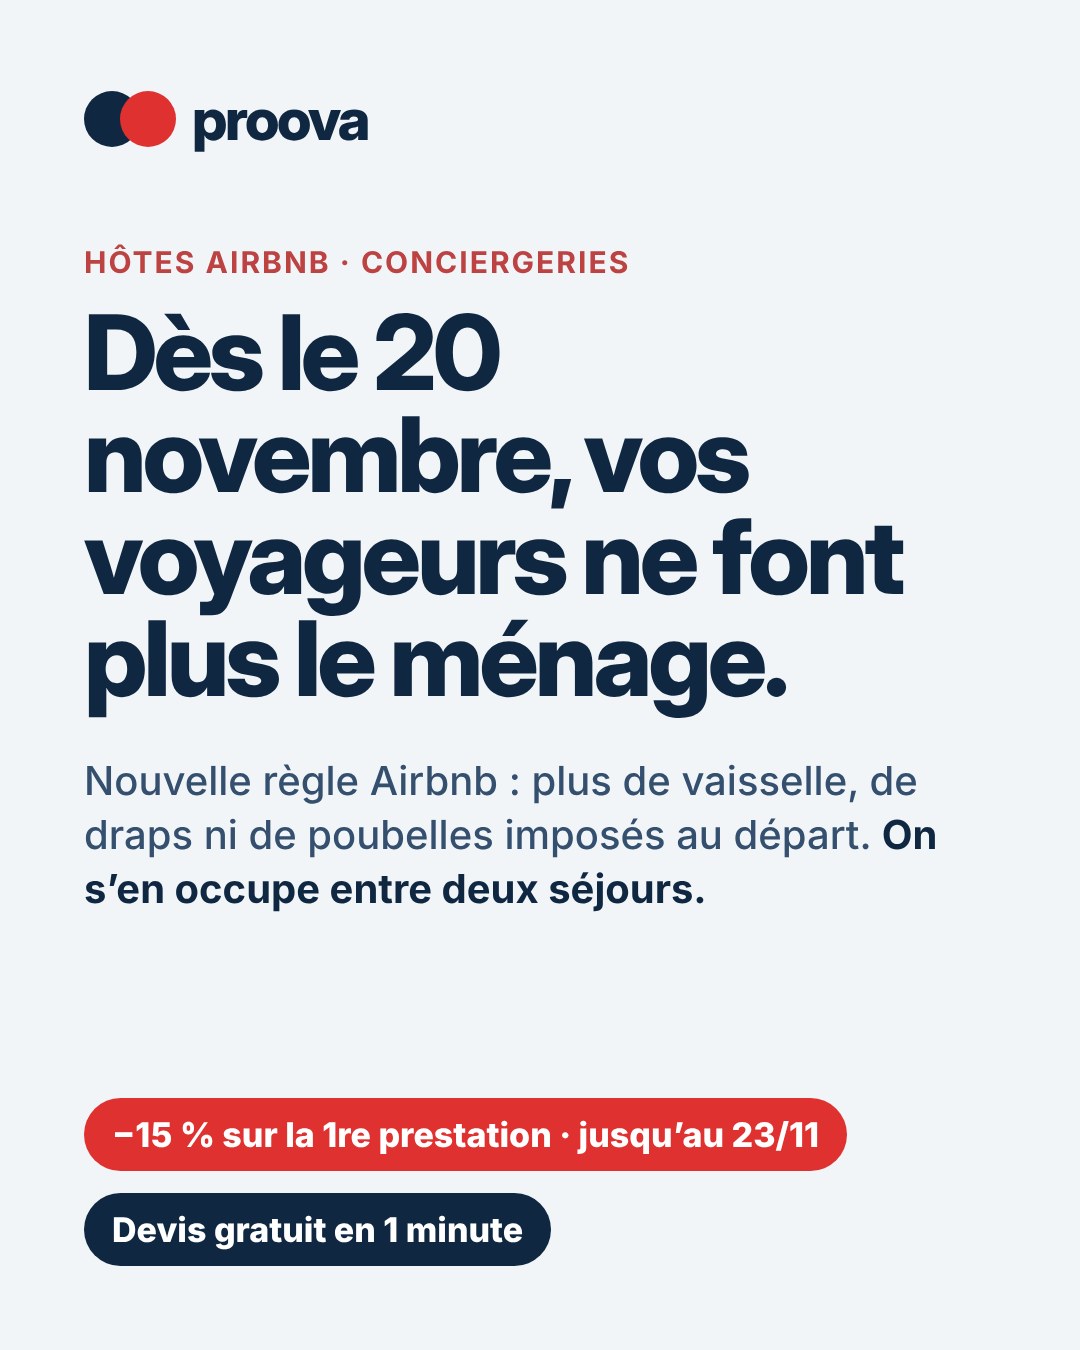 proova
HÔTES AIRBNB · CONCIERGERIES
Dès le 20
novembre, vos
voyageurs ne font
plus le ménage.
Nouvelle règle Airbnb : plus de vaisselle, de
draps ni de poubelles imposés au départ. On
s’en occupe entre deux séjours.
−15 % sur la 1re prestation · jusqu’au 23/11
Devis gratuit en 1 minute